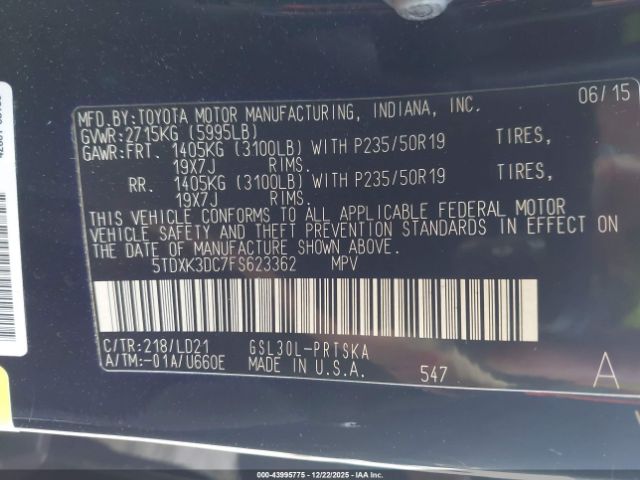 MFD.BY:TOYOTA MOTOR MANUFACTURING, INDIANA, INC. 06/15
GVWR:2715KG (5995LB)
GAWR:FRT. 1405KG (3100LB) WITH P235/50R19 TIRES,
19X7J RIMS.
RR. 1405KG (3100LB) WITH P235/50R19 TIRES,
19X7J RIMS.
THIS VEHICLE CONFORMS TO ALL APPLICABLE FEDERAL MOTOR
VEHICLE SAFETY AND THEFT PREVENTION STANDARDS IN EFFECT ON
THE DATE OF MANUFACTURE SHOWN ABOVE.
5TDXK3DC7FS623362 MPV
C/TR:218/LD21 GSL30L-PRTSKA
A/TM:-01A/U660E MADE IN U.S.A. 547 A
IAA 43995775 - 12/22/2025 - IAAI.COM